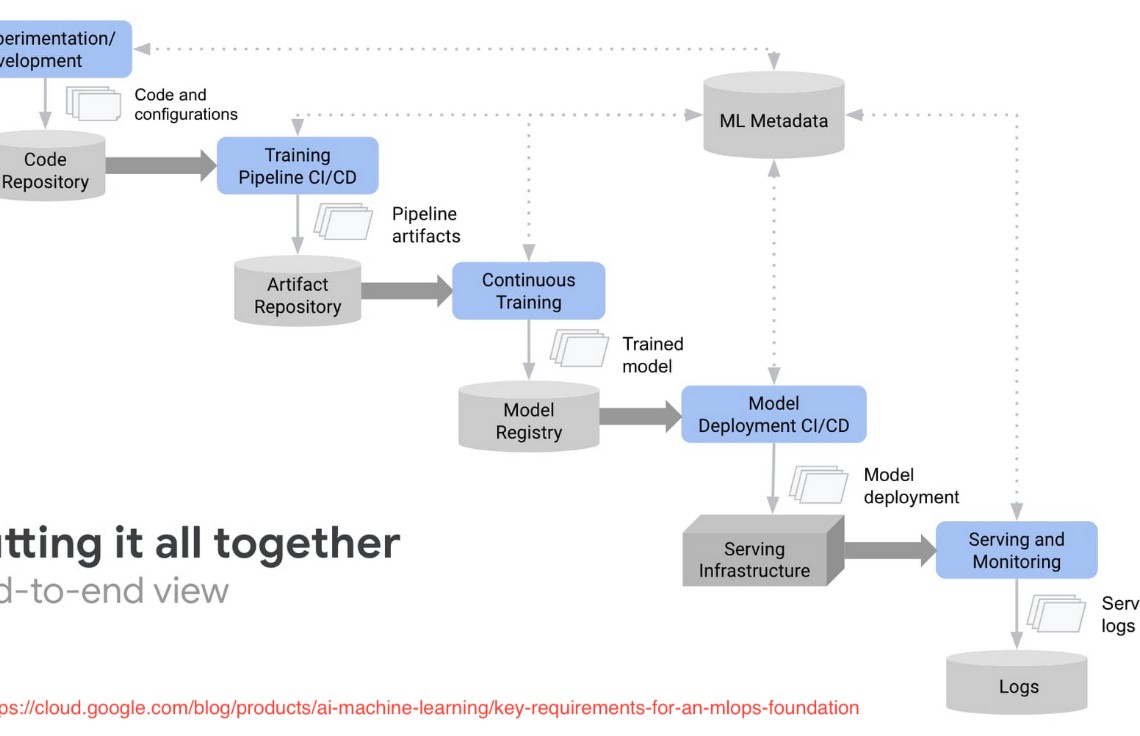 perimentation/
velopment
Code and
configurations
ML Metadata
Code
Repository
Training
Pipeline CI/CD
Pipeline
artifacts
Artifact
Repository
Continuous
Training
Trained
model
Model
Registry
Model
Deployment CI/CD
Model
deployment
Serving
Infrastructure
Serving and
Monitoring
Serv
logs
Logs
tting it all together
d-to-end view
ps://cloud.google.com/blog/products/ai-machine-learning/key-requirements-for-an-mlops-foundation